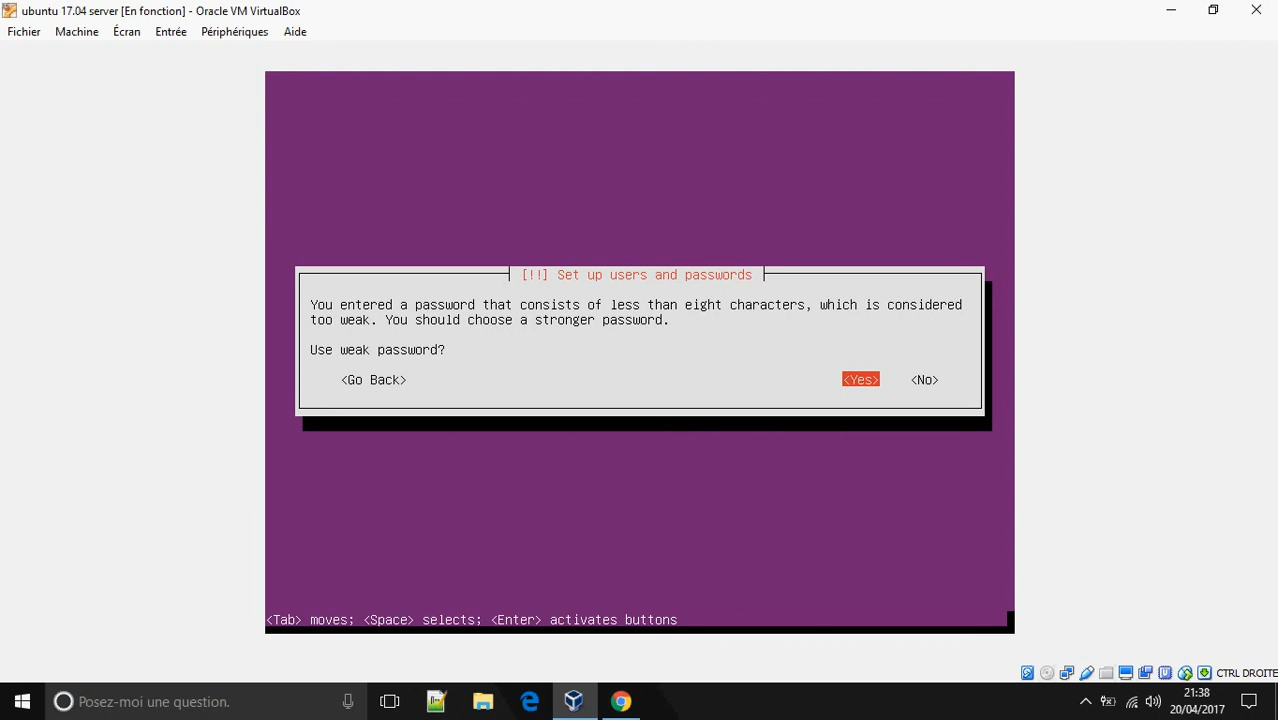 ubuntu 17.04 server [En fonction] - Oracle VM VirtualBox
Fichier Machine Écran Entrée Périphériques Aide
[!!] Set up users and passwords
You entered a password that consists of less than eight characters, which is considered
too weak. You should choose a stronger password.
Use weak password?
<Go Back> <Yes> <No>
<Tab> moves; <Space> selects; <Enter> activates buttons
CTRL DROITE
Posez-moi une question.
21:38
20/04/2017